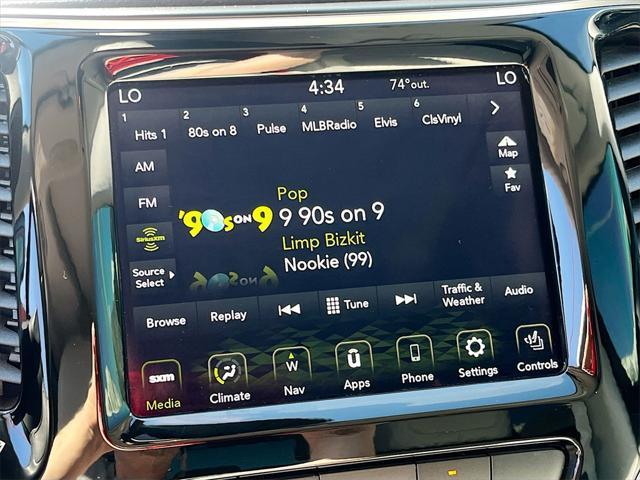 LO 4:34 74° out. LO
1 Hits 1 2 80s on 8 3 Pulse 4 MLBRadio 5 Elvis 6 ClsVinyl
AM
Map
FM
Fav
Pop
'90s ON 9
9 90s on 9
SiriusXM
Limp Bizkit
Source Select
Nookie (99)
Browse Replay Tune Traffic & Weather Audio
sxm W
Media Climate Nav Apps Phone Settings Controls